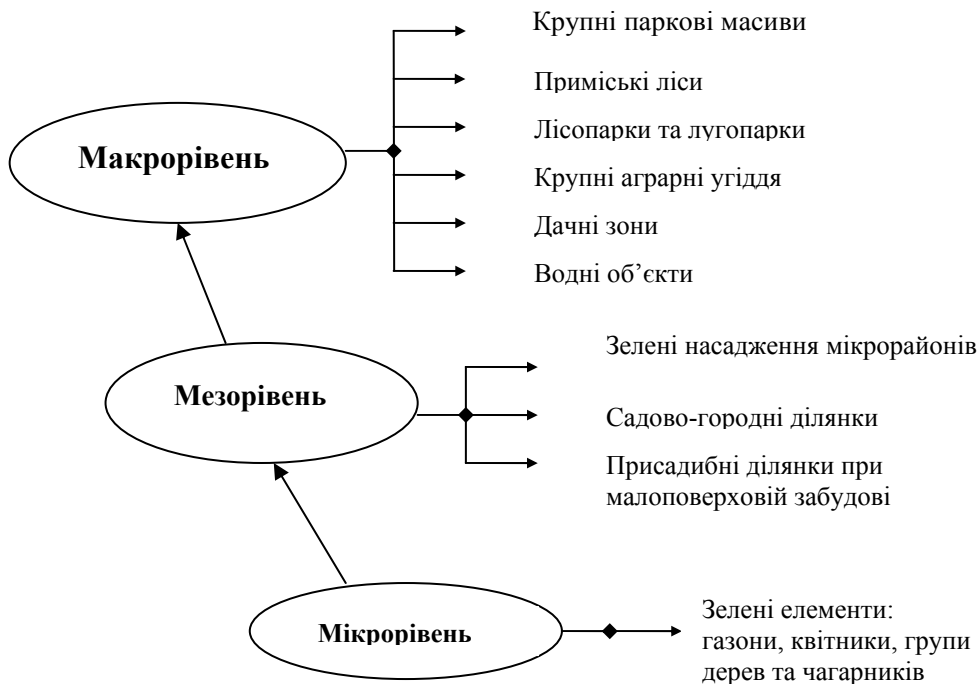 Макрорівень
Крупні паркові масиви
Приміські ліси
Лісопарки та лугопарки
Крупні аграрні угіддя
Дачні зони
Водні об’єкти
Мезорівень
Зелені насадження мікрорайонів
Садово-городні ділянки
Присадибні ділянки при
малоповерховій забудові
Мікрорівень
Зелені елементи:
газони, квітники, групи
дерев та чагарників